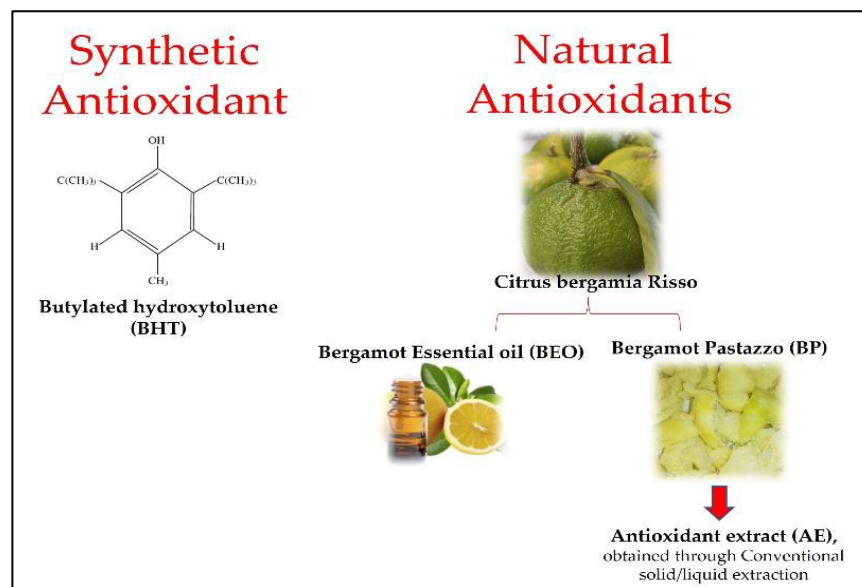 Synthetic
Antioxidant
OH
C(CH₃)₃
C(CH₃)₃
H
H
CH₃
Butylated hydroxytoluene
(BHT)
Natural
Antioxidants
Citrus bergamia Risso
Bergamot Essential oil (BEO)
Bergamot Pastazzo (BP)
Antioxidant extract (AE),
obtained through Conventional
solid/liquid extraction